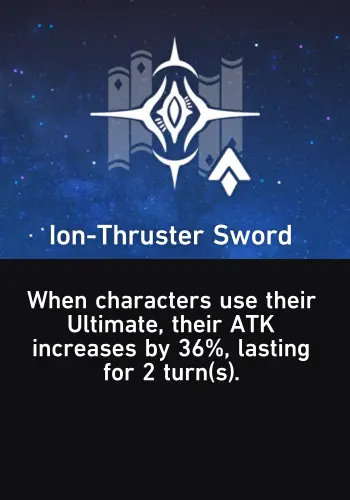 Ion-Thruster Sword
When characters use their
Ultimate, their ATK
increases by 36%, lasting
for 2 turn(s).